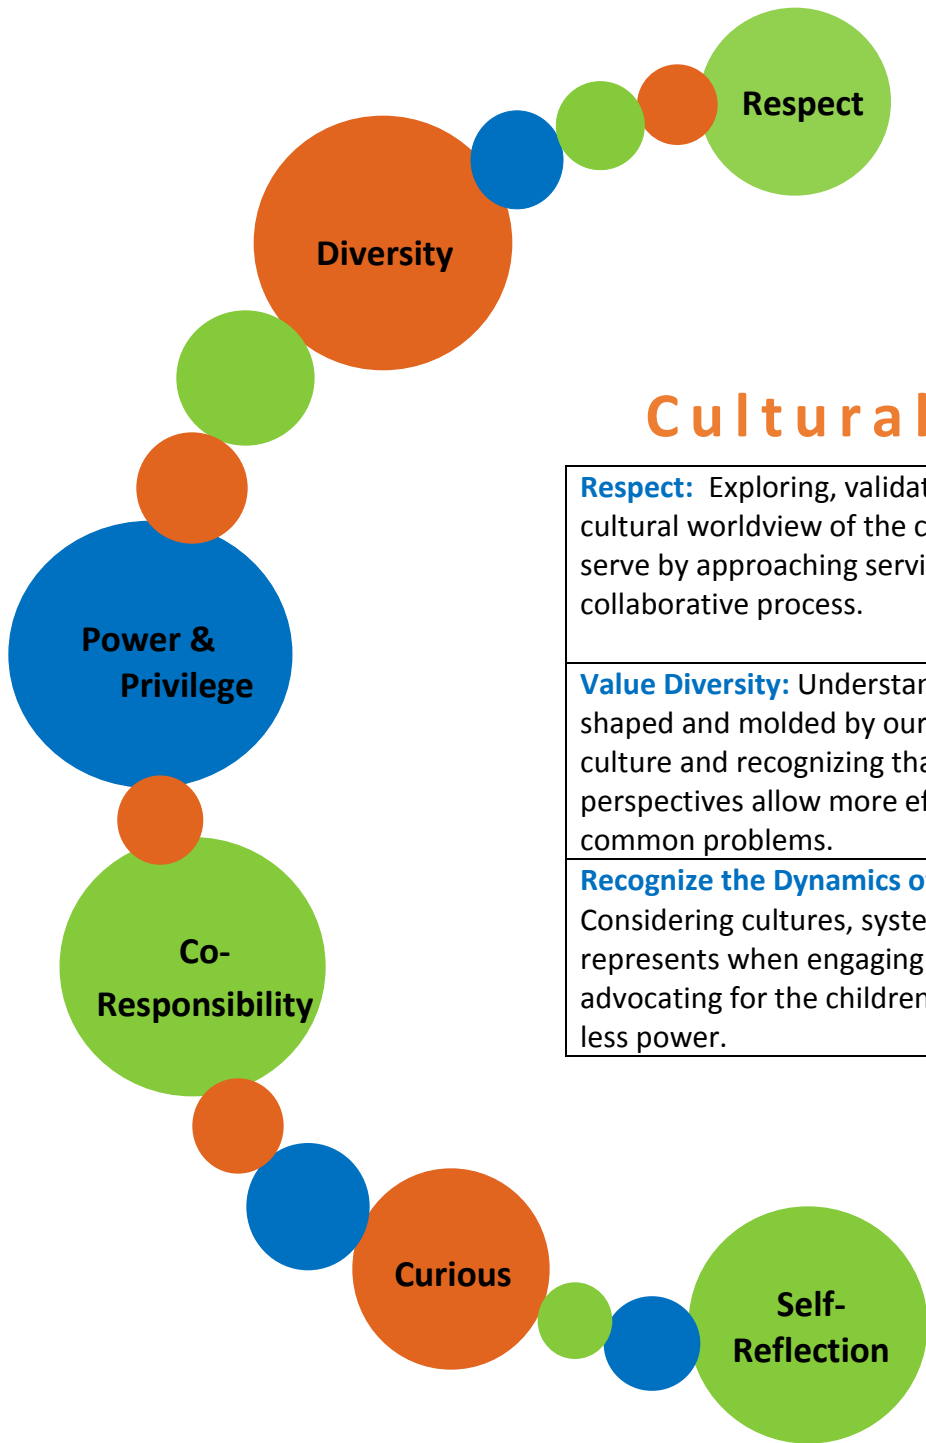 Respect
Diversity
Power &
Privilege
Co-
Responsibility
Curious
Self-
Reflection
Cultural
Respect: Exploring, validat
cultural worldview of the c
serve by approaching servi
collaborative process.
Value Diversity: Understan
shaped and molded by our
culture and recognizing tha
perspectives allow more ef
common problems.
Recognize the Dynamics o
Considering cultures, syste
represents when engaging
advocating for the children
less power.